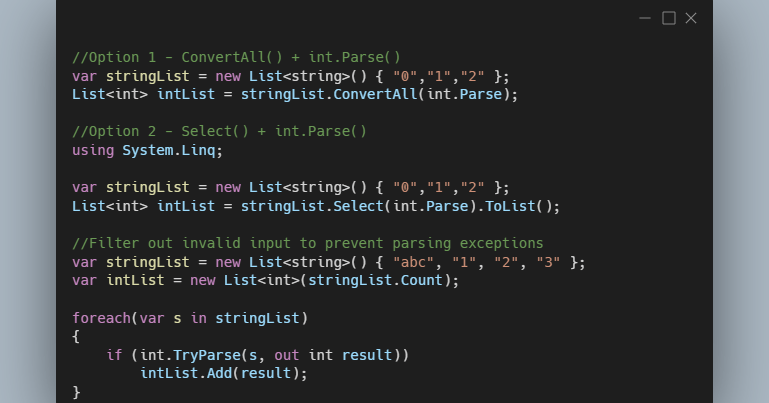 //Option 1 - ConvertAll() + int.Parse()
var stringList = new List<string>() { "0","1","2" };
List<int> intList = stringList.ConvertAll(int.Parse);
//Option 2 - Select() + int.Parse()
using System.Linq;
var stringList = new List<string>() { "0","1","2" };
List<int> intList = stringList.Select(int.Parse).ToList();
//Filter out invalid input to prevent parsing exceptions
var stringList = new List<string>() { "abc", "1", "2", "3" };
var intList = new List<int>(stringList.Count);
foreach(var s in stringList)
{
    if (int.TryParse(s, out int result))
        intList.Add(result);
}